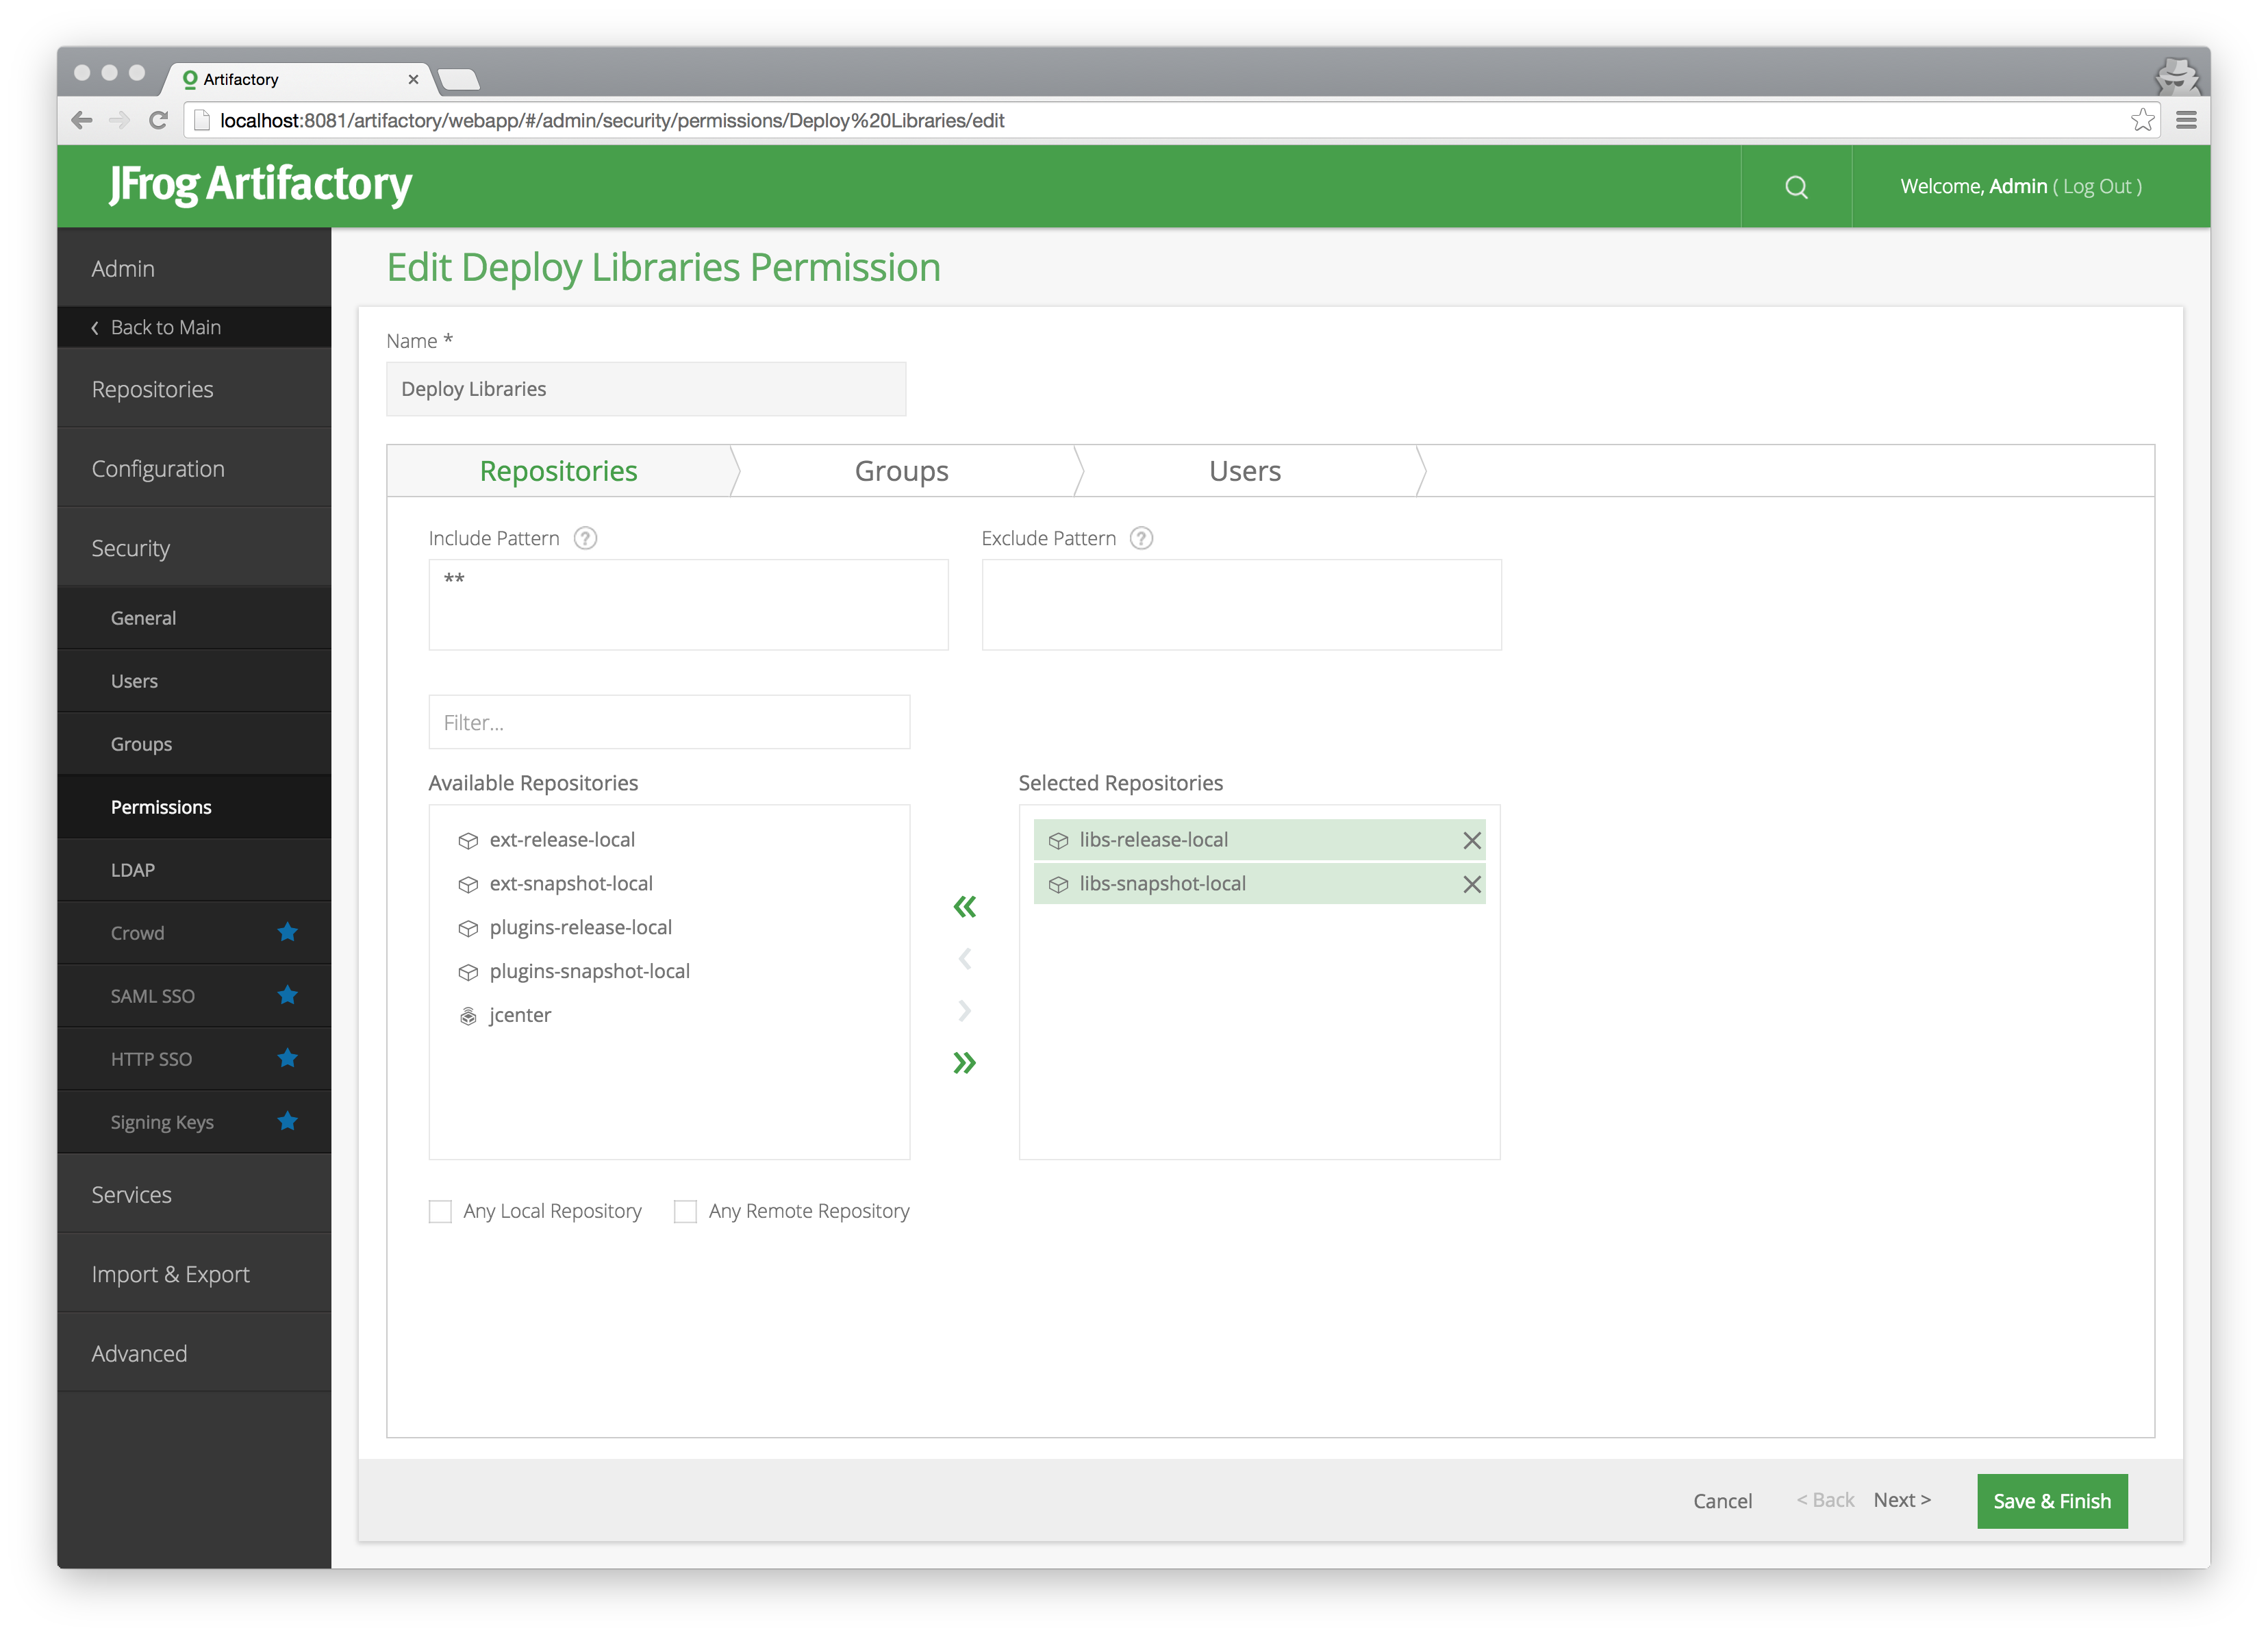 Artifactory
localhost:8081/artifactory/webapp/#/admin/security/permissions/Deploy%20Libraries/edit
JFrog Artifactory
Welcome, Admin ( Log Out )
Admin
Back to Main
Repositories
Configuration
Security
General
Users
Groups
Permissions
LDAP
Crowd
SAML SSO
HTTP SSO
Signing Keys
Services
Import & Export
Advanced
Edit Deploy Libraries Permission
Name *
Deploy Libraries
Repositories
Groups
Users
Include Pattern ?
Exclude Pattern ?
**
Filter...
Available Repositories
ext-release-local
ext-snapshot-local
plugins-release-local
plugins-snapshot-local
jcenter
Selected Repositories
libs-release-local
libs-snapshot-local
Any Local Repository
Any Remote Repository
Cancel
< Back
Next >
Save & Finish